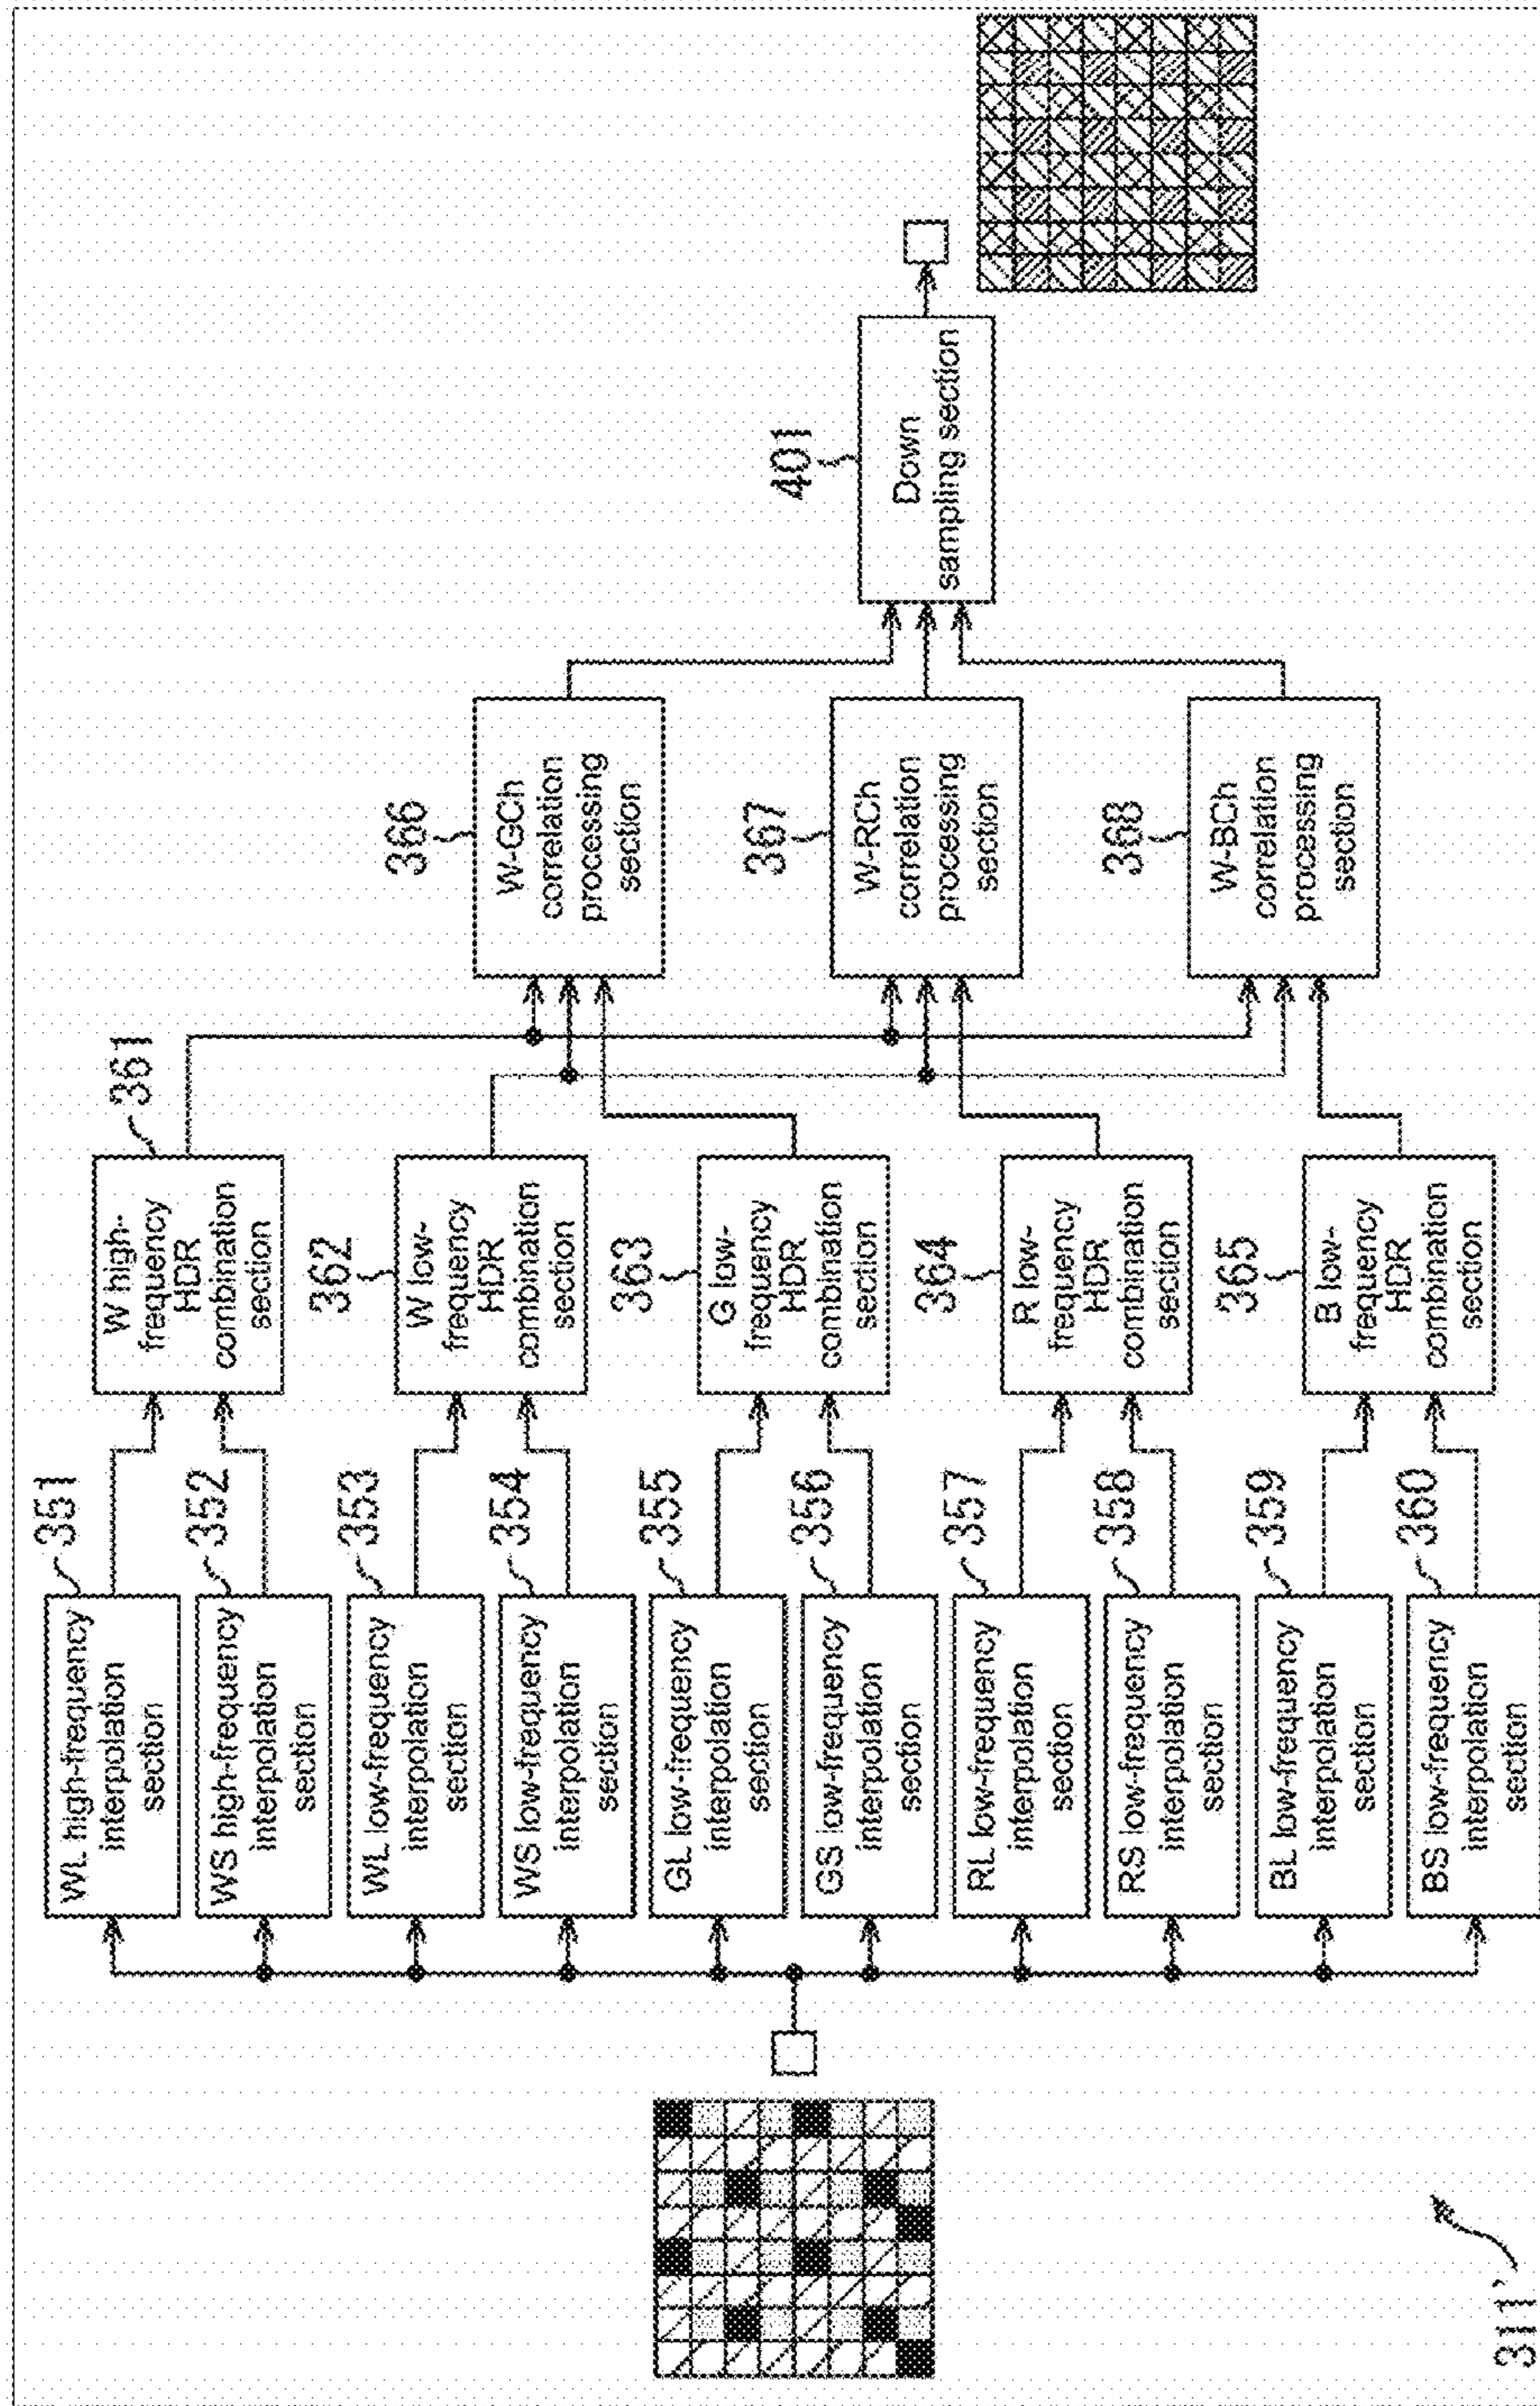 351
WL high-frequency
interpolation
section
352
WS high-frequency
interpolation
section
353
WL low-frequency
interpolation
section
354
WS low-frequency
interpolation
section
355
GL low-frequency
interpolation
section
356
GS low-frequency
interpolation
section
357
RL low-frequency
interpolation
section
358
RS low-frequency
interpolation
section
359
BL low-frequency
interpolation
section
360
BS low-frequency
interpolation
section
361
W high-
frequency
HDR
combination
section
362
W low-
frequency
HDR
combination
section
363
G low-
frequency
HDR
combination
section
364
R low-
frequency
HDR
combination
section
365
B low-
frequency
HDR
combination
section
366
W-GCh
correlation
processing
section
367
W-RCh
correlation
processing
section
368
W-BCh
correlation
processing
section
401
Down
sampling section
311'